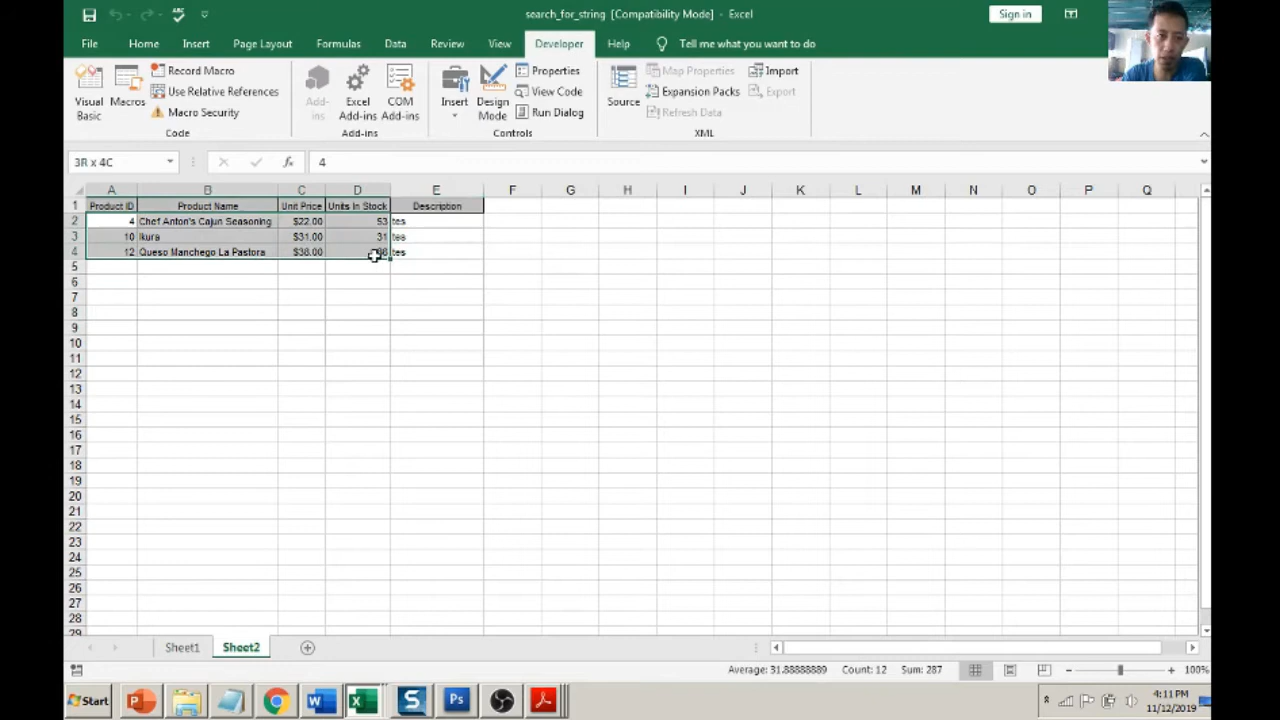 search_for_string [Compatibility Mode] - Excel
Sign in
File Home Insert Page Layout Formulas Data Review View Developer Help Tell me what you want to do
Visual Basic
Macros
Record Macro
Use Relative References
Macro Security
Code
Add-ins
Excel Add-ins
COM Add-ins
Add-ins
Insert
Design Mode
Properties
View Code
Run Dialog
Controls
Source
Map Properties
Expansion Packs
Refresh Data
Import
Export
XML
3R x 4C fx 4
A B C D E F G H I J K L M N O P Q
1 Product ID Product Name Unit Price Units In Stock Description
2 4 Chef Anton's Cajun Seasoning $22.00 53 tes
3 10 Ikura $31.00 31 tes
4 12 Queso Manchego La Pastora $38.00 tes
5
6
7
8
9
10
11
12
13
14
15
16
17
18
19
20
21
22
23
24
25
26
27
28
29
Sheet1 Sheet2
Average: 31.88888889 Count: 12 Sum: 287 100%
Start 4:11 PM
11/12/2019